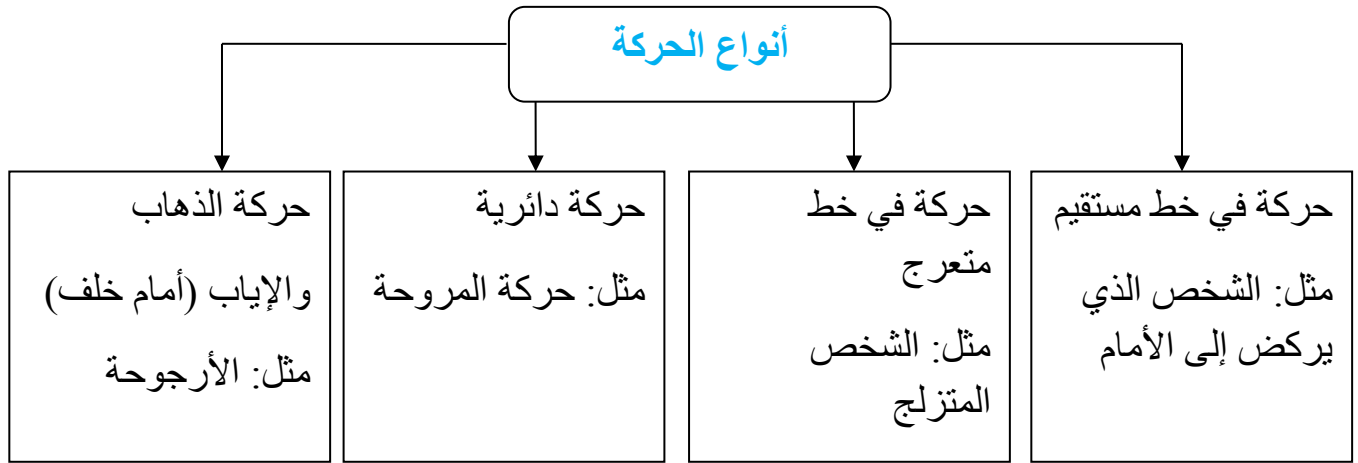 أنواع الحركة
حركة في خط مستقيم
مثل: الشخص الذي
يركض إلى الأمام
حركة في خط
متعرج
مثل: الشخص
المتزلج
حركة دائرية
مثل: حركة المروحة
حركة الذهاب
والإياب (أمام خلف)
مثل: الأرجوحة